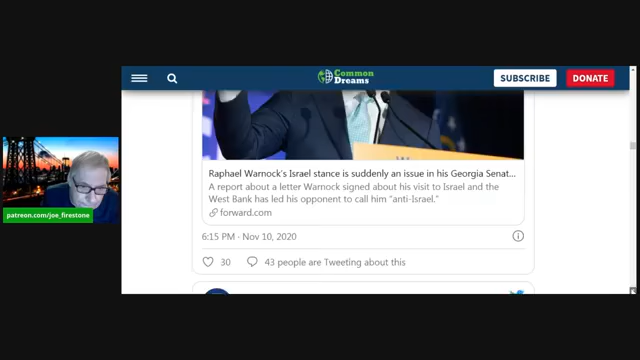 Common
Dreams
SUBSCRIBE
DONATE
Raphael Warnock's Israel stance is suddenly an issue in his Georgia Senat...
A report about a letter Warnock signed about his visit to Israel and the
West Bank has led his opponent to call him "anti-Israel."
forward.com
6:15 PM · Nov 10, 2020
30
43 people are Tweeting about this
patreon.com/joe_firestone